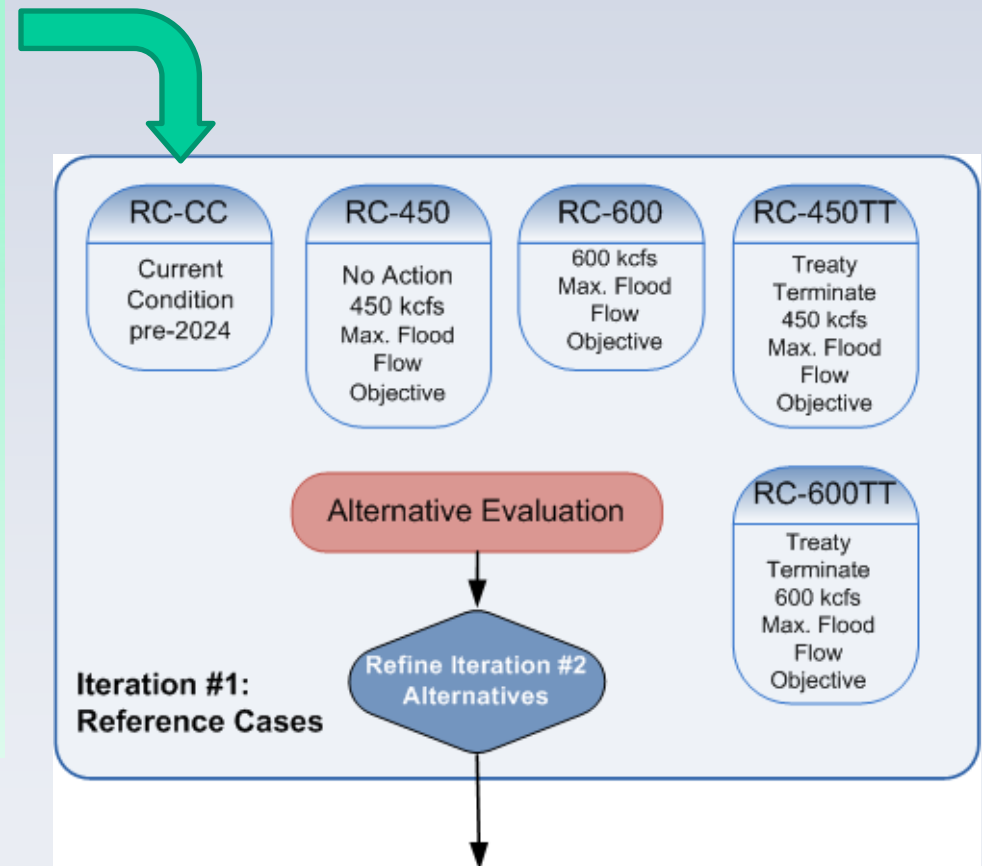 RC-CC
Current
Condition
pre-2024
RC-450
No Action
450 kcfs
Max. Flood
Flow
Objective
RC-600
600 kcfs
Max. Flood
Flow
Objective
RC-450TT
Treaty
Terminate
450 kcfs
Max. Flood
Flow
Objective
RC-600TT
Treaty
Terminate
600 kcfs
Max. Flood
Flow
Objective
Alternative Evaluation
Refine Iteration #2
Alternatives
Iteration #1:
Reference Cases